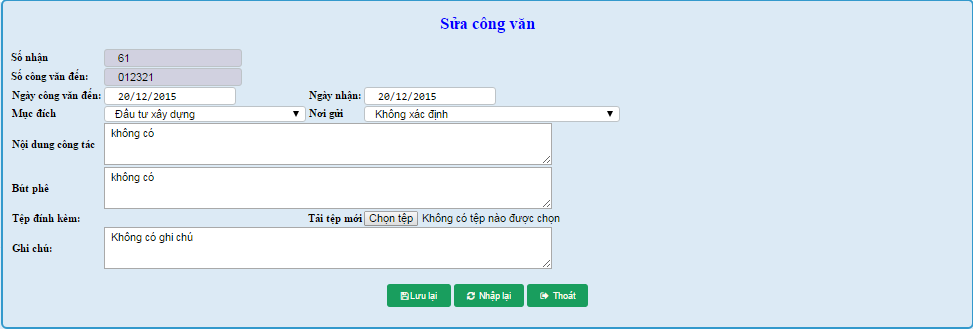 Sửa công văn
Số nhận 61
Số công văn đến: 012321
Ngày công văn đến: 20/12/2015 Ngày nhận: 20/12/2015
Mục đích Đầu tư xây dựng Nơi gửi Không xác định
Nội dung công tác không có
Bút phê không có
Tệp đính kèm: Tải tệp mới Chọn tệp Không có tệp nào được chọn
Ghi chú: Không có ghi chú
Lưu lại Nhập lại Thoát